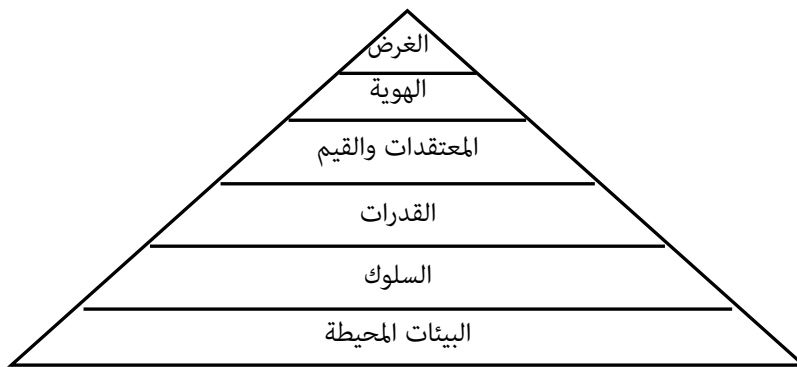 الغرض
الهوية
المعتقدات والقيم
القدرات
السلوك
البيئات المحيطة